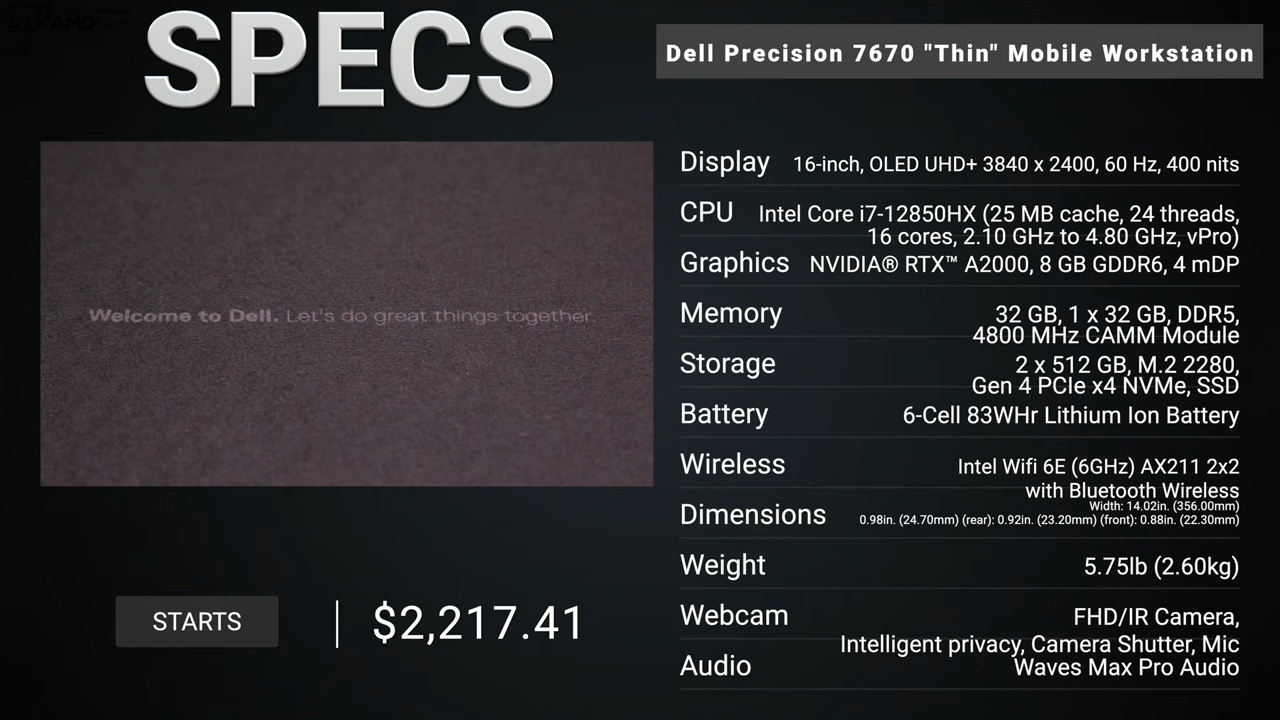 AMDtech
SPECS
Dell Precision 7670 "Thin" Mobile Workstation
Welcome to Dell. Let's do great things together.
STARTS
$2,217.41
Display 16-inch, OLED UHD+ 3840 x 2400, 60 Hz, 400 nits
CPU Intel Core i7-12850HX (25 MB cache, 24 threads,
16 cores, 2.10 GHz to 4.80 GHz, vPro)
Graphics NVIDIA® RTX™ A2000, 8 GB GDDR6, 4 mDP
Memory 32 GB, 1 x 32 GB, DDR5,
4800 MHz CAMM Module
Storage 2 x 512 GB, M.2 2280,
Gen 4 PCIe x4 NVMe, SSD
Battery 6-Cell 83WHr Lithium Ion Battery
Wireless Intel Wifi 6E (6GHz) AX211 2x2
with Bluetooth Wireless
Width: 14.02in. (356.00mm)
Dimensions 0.98in. (24.70mm) (rear): 0.92in. (23.20mm) (front): 0.88in. (22.30mm)
Weight 5.75lb (2.60kg)
Webcam FHD/IR Camera,
Intelligent privacy, Camera Shutter, Mic
Audio Waves Max Pro Audio